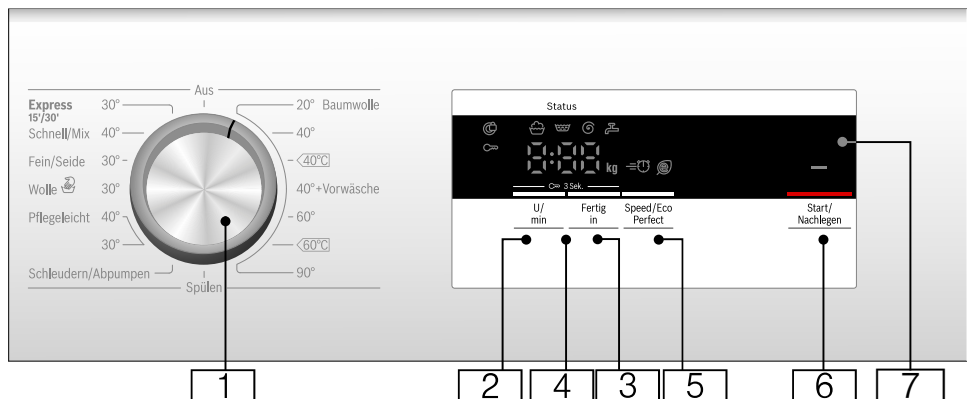 Aus
Express 30°
15'/30'
Schnell/Mix 40°
Fein/Seide 30°
Wolle 30°
Pflegeleicht 40°
30°
Schleudern/Abpumpen
Spülen
20° Baumwolle
40°
40°C
40°+Vorwäsche
60°
60°C
90°
Status
8:88 kg
3 Sek.
U/
min
Fertig
in
Speed/Eco
Perfect
Start/
Nachlegen
1 2 4 3 5 6 7